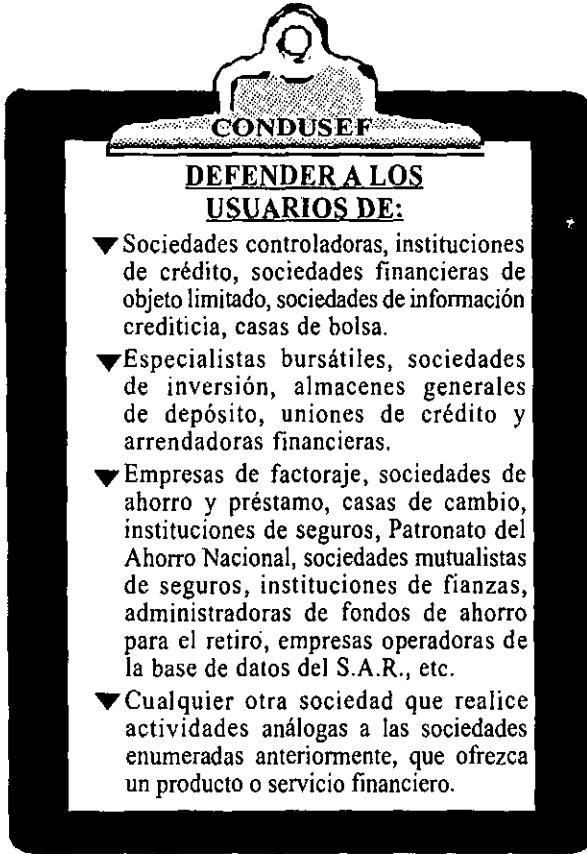 CONDUSEF
DEFENDER A LOS
USUARIOS DE:
▼Sociedades controladoras, instituciones
de crédito, sociedades financieras de
objeto limitado, sociedades de información
crediticia, casas de bolsa.
▼Especialistas bursátiles, sociedades
de inversión, almacenes generales
de depósito, uniones de crédito y
arrendadoras financieras.
▼Empresas de factoraje, sociedades de
ahorro y préstamo, casas de cambio,
instituciones de seguros, Patronato del
Ahorro Nacional, sociedades mutualistas
de seguros, instituciones de fianzas,
administradoras de fondos de ahorro
para el retiro, empresas operadoras de
la base de datos del S.A.R., etc.
▼Cualquier otra sociedad que realice
actividades análogas a las sociedades
enumeradas anteriormente, que ofrezca
un producto o servicio financiero.